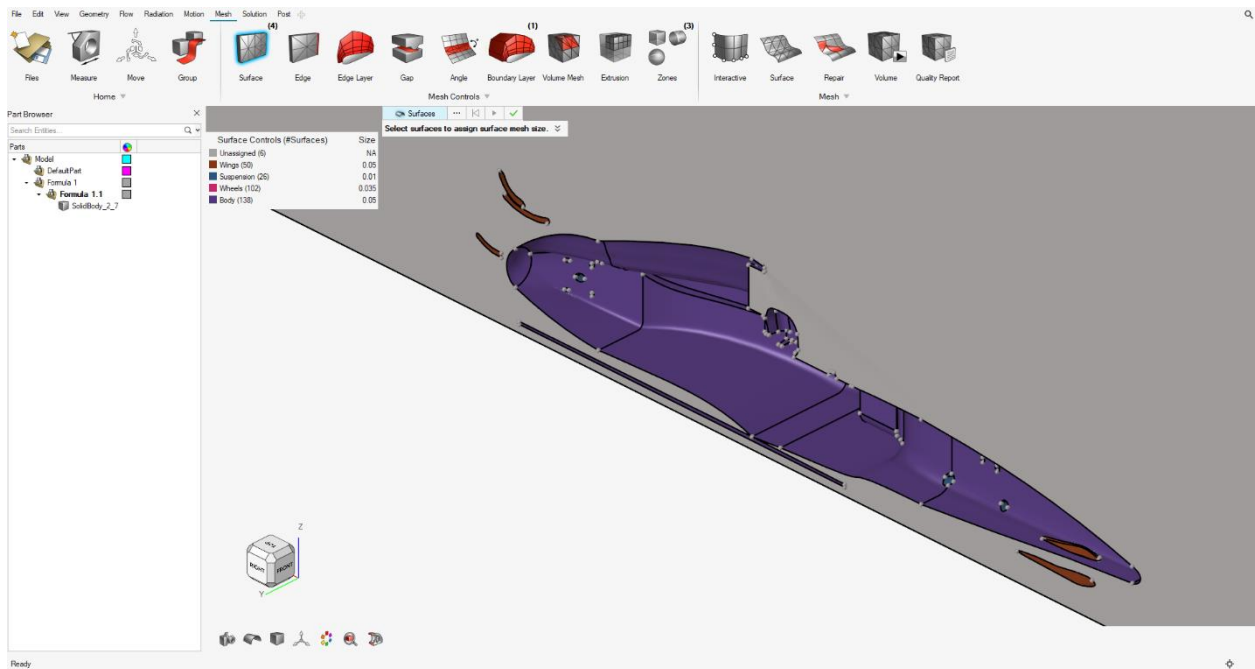 File Edit View Geometry Flow Radiation Motion Mesh Solution Post
(4) (1) (3)
Files Measure Move Group Surface Edge Edge Layer Gap Angle Boundary Layer Volume Mesh Extrusion Zones Interactive Surface Repair Volume Quality Report
Home Mesh Controls Mesh
Part Browser
Surfaces
Search Entities...
Select surfaces to assign surface mesh size.
Parts
Surface Controls (#Surfaces) Size
Model
Unassigned (6) NA
DefaultPart
Wings (50) 0.05
Formula 1
Suspension (26) 0.01
Formula 1.1
Wheels (102) 0.035
SolidBody_2_7
Body (138) 0.05
Z
TOP
RIGHT FRONT
Y
Ready